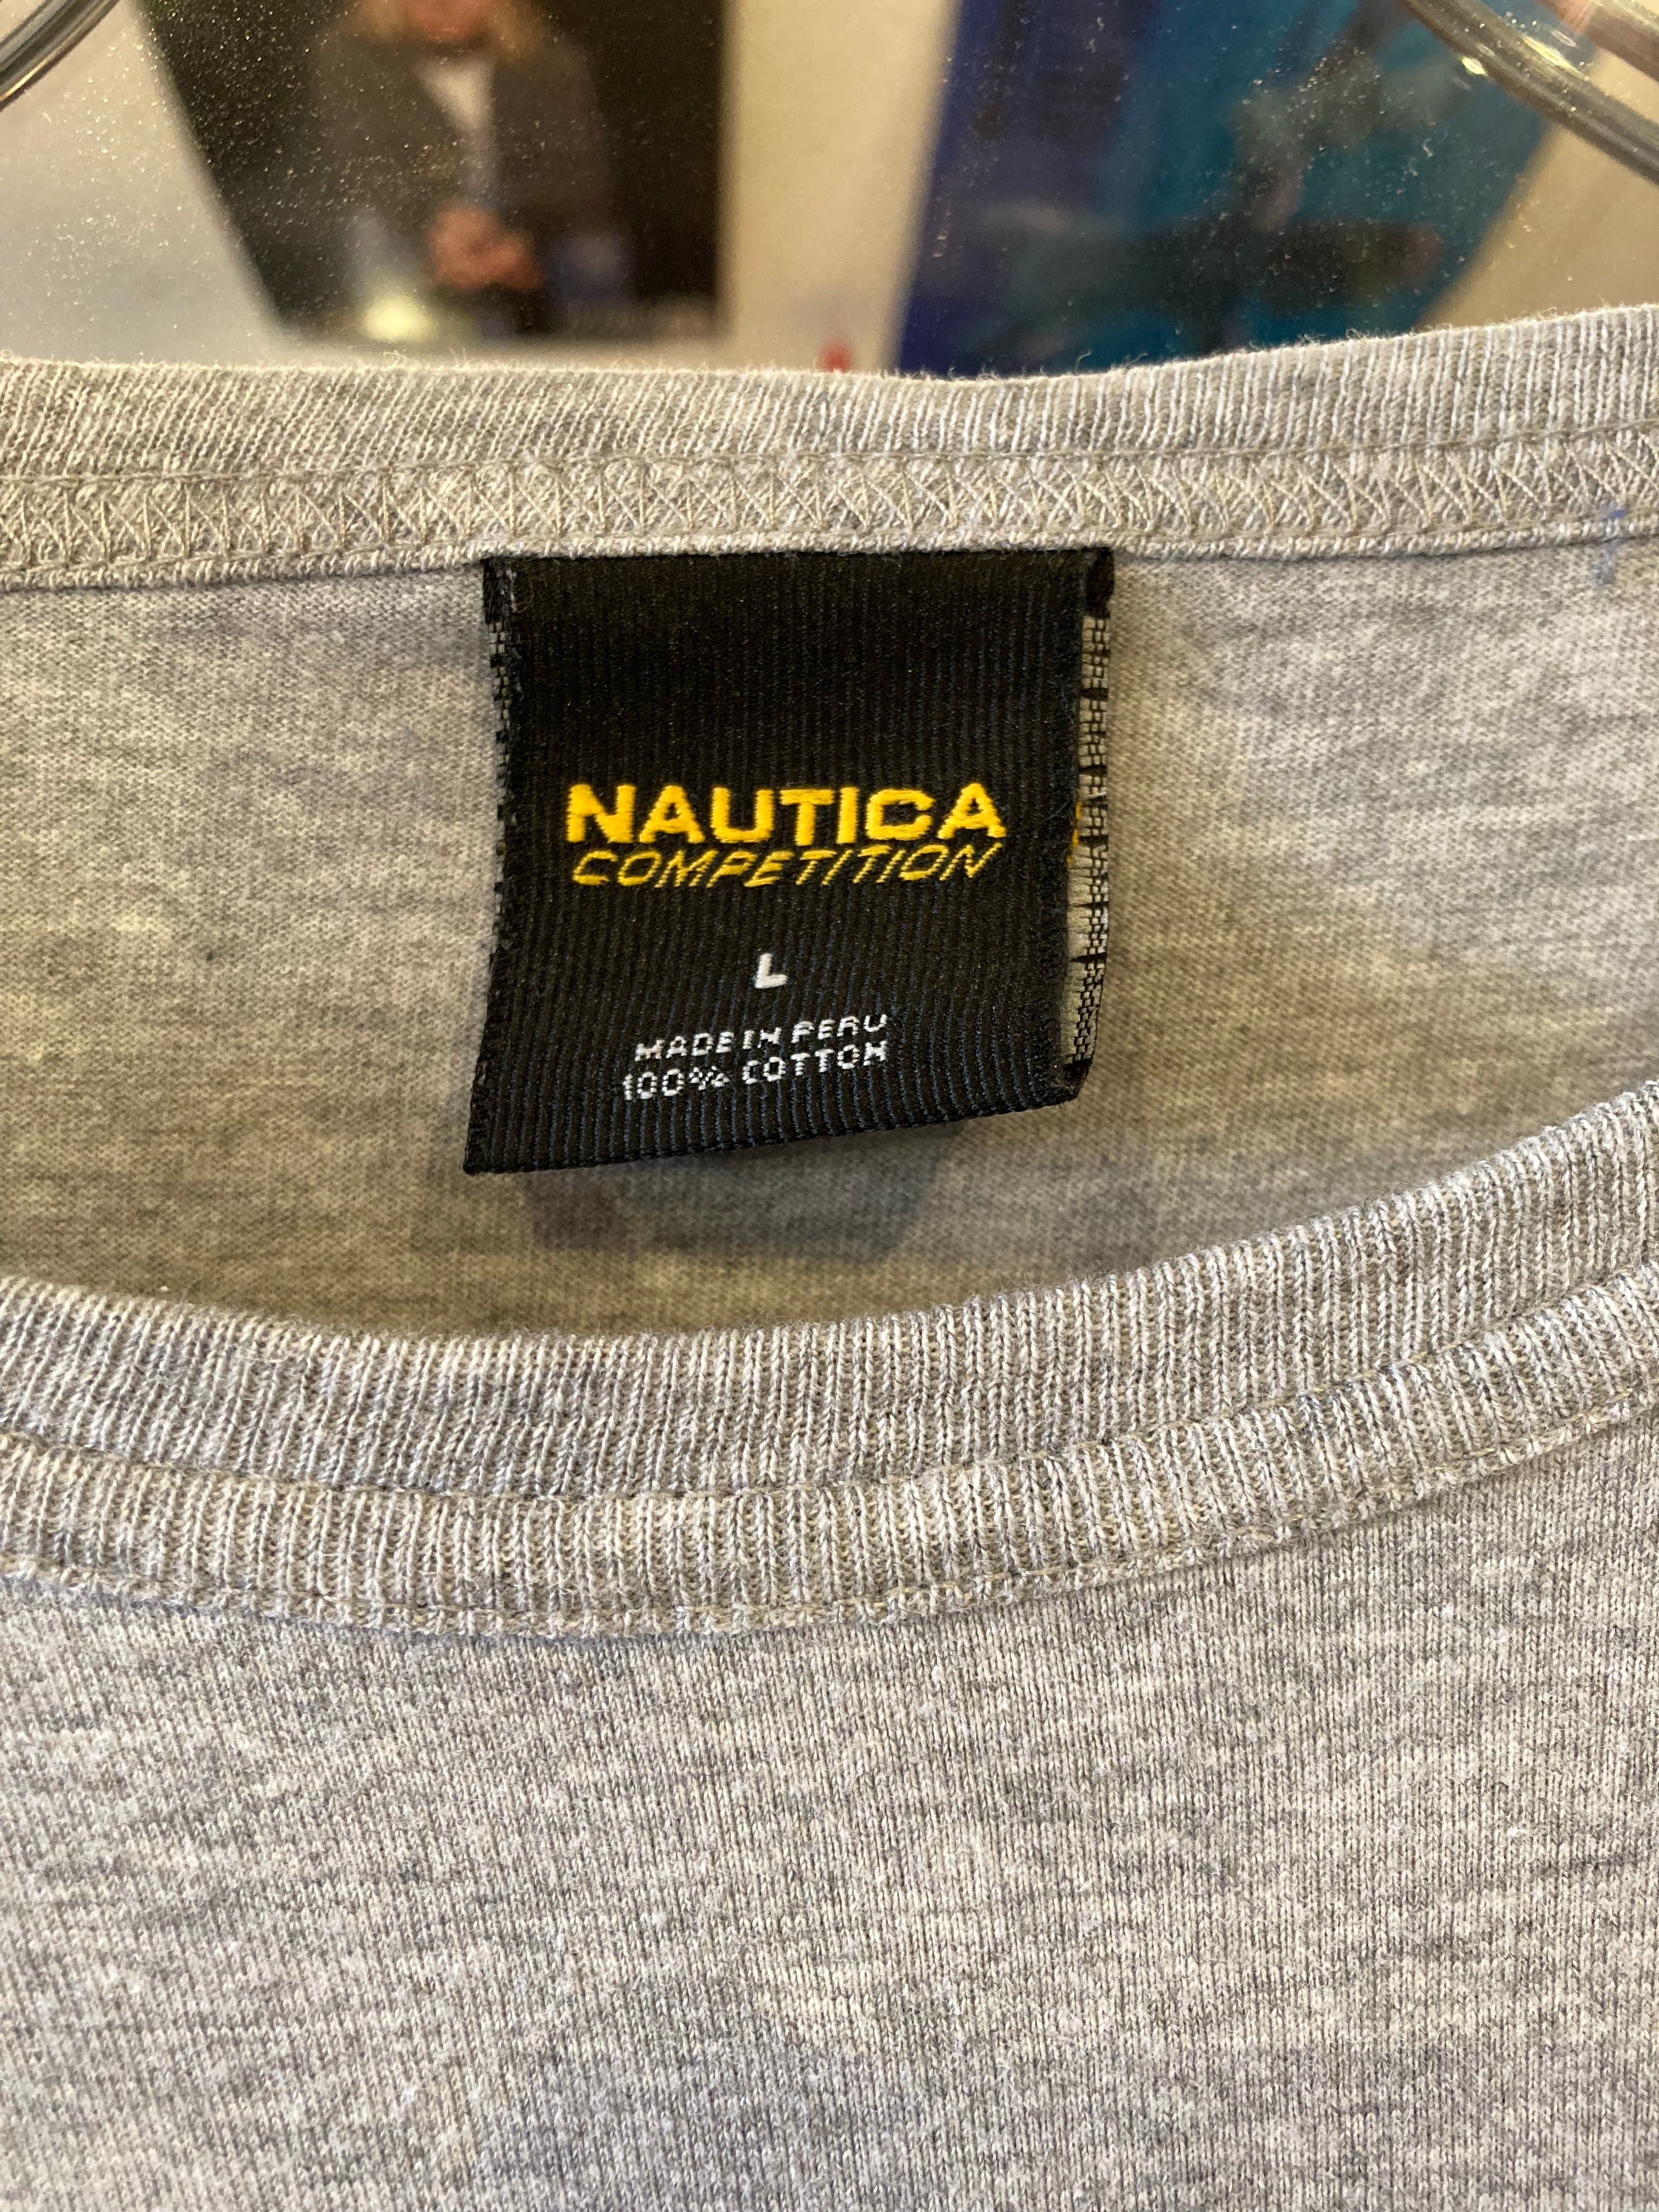 NAUTICA
COMPETITION
L
MADE IN PERU
100% COTTON